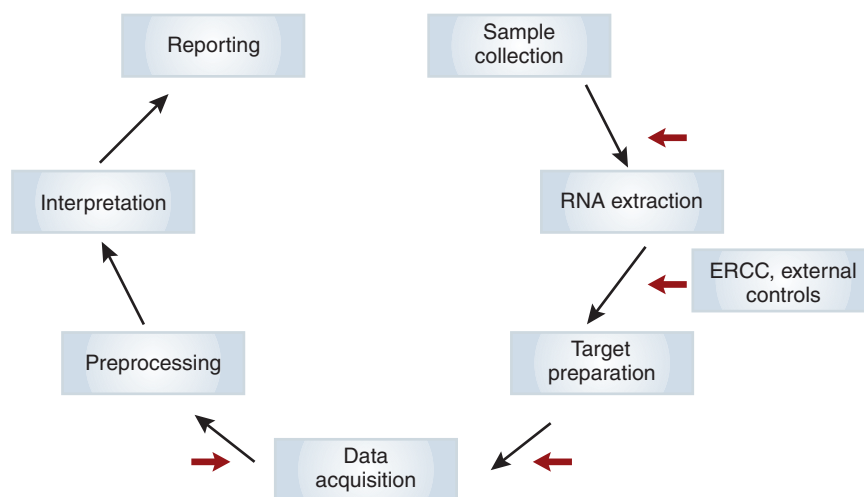 Reporting
Sample
collection
Interpretation
RNA extraction
ERCC, external
controls
Preprocessing
Target
preparation
Data
acquisition